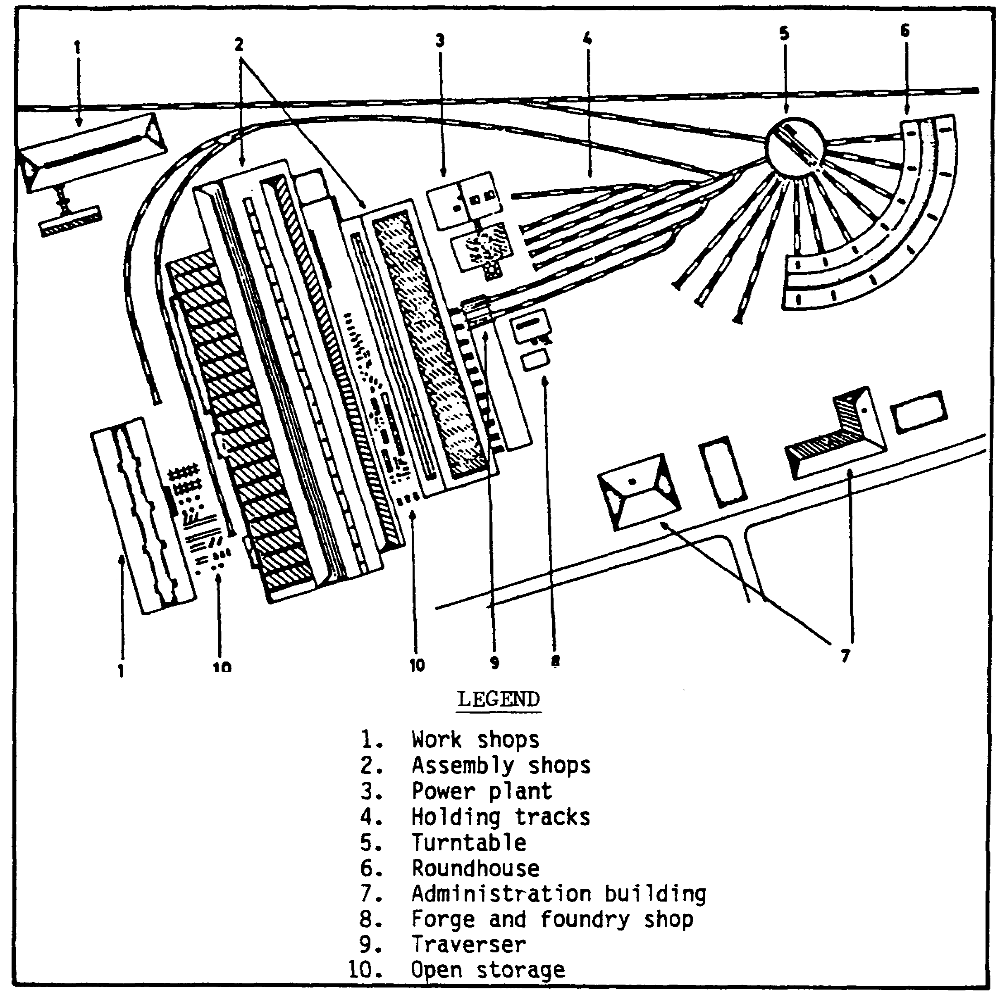 1 2 3 4 5 6
1 10 10 9 8 7
LEGEND
1. Work shops
2. Assembly shops
3. Power plant
4. Holding tracks
5. Turntable
6. Roundhouse
7. Administration building
8. Forge and foundry shop
9. Traverser
10. Open storage